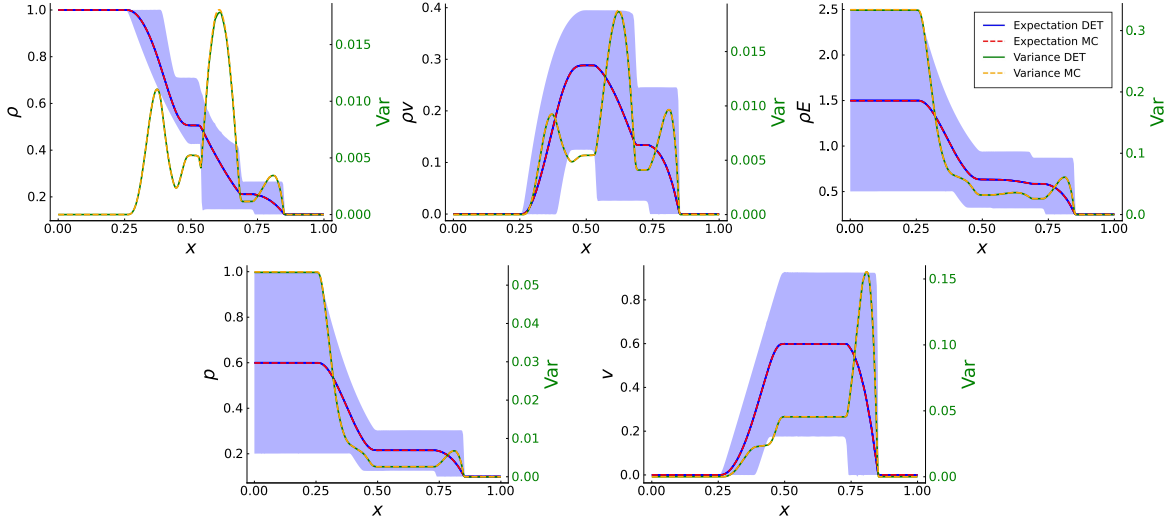 1.0
0.8
0.6
0.4
0.2
ρ
0.00 0.25 0.50 0.75 1.00
x
0.015
0.010
0.005
0.000
Var
0.4
0.3
0.2
0.1
0.0
ρv
0.00 0.25 0.50 0.75 1.00
x
0.015
0.010
0.005
0.000
Var
2.5
2.0
1.5
1.0
0.5
ρE
0.00 0.25 0.50 0.75 1.00
x
0.3
0.2
0.1
0.0
Var
Expectation DET
Expectation MC
Variance DET
Variance MC
1.0
0.8
0.6
0.4
0.2
p
0.00 0.25 0.50 0.75 1.00
x
0.05
0.04
0.03
0.02
0.01
0.00
Var
0.8
0.6
0.4
0.2
0.0
v
0.00 0.25 0.50 0.75 1.00
x
0.15
0.10
0.05
0.00
Var